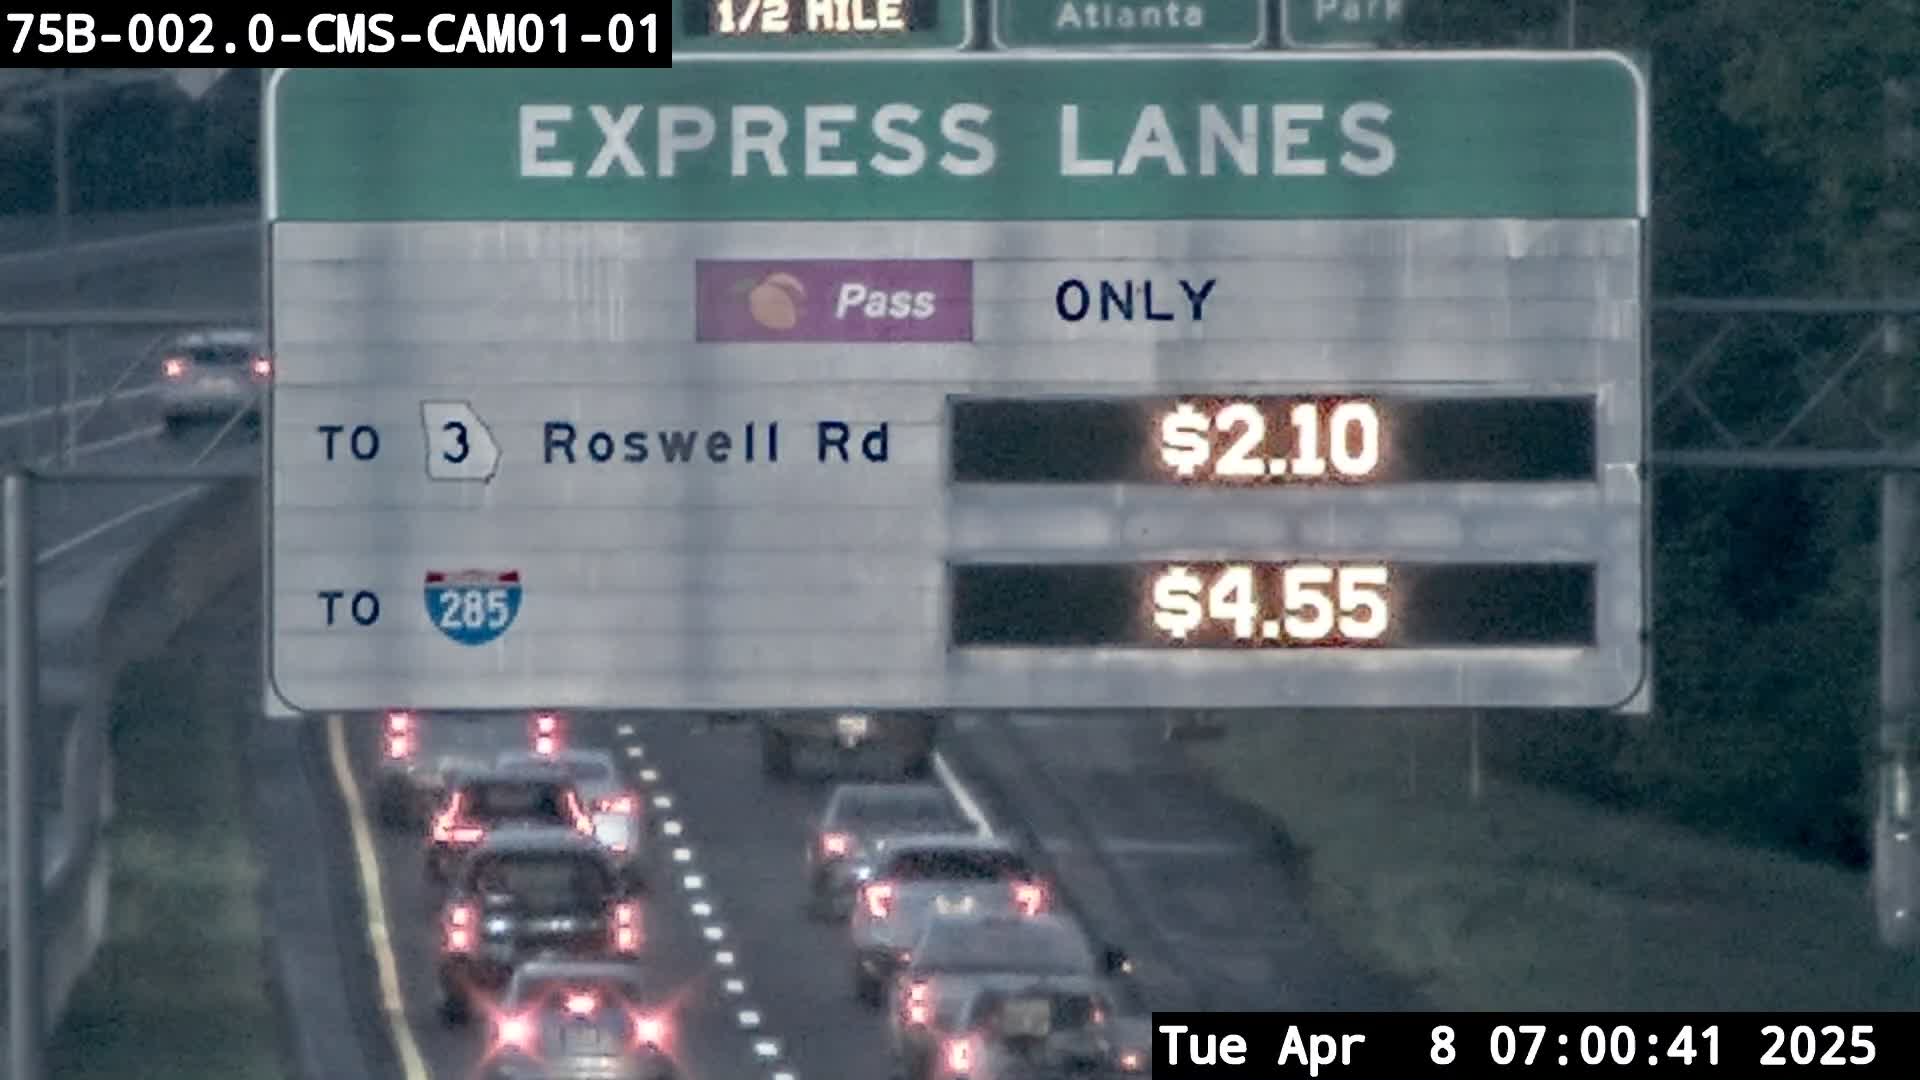 75B-002.0-CMS-CAM01-01
1/2 MILE
Atlanta
Park
EXPRESS LANES
Pass ONLY
TO 3 Roswell Rd $2.10
TO 285 $4.55
Tue Apr 8 07:00:41 2025